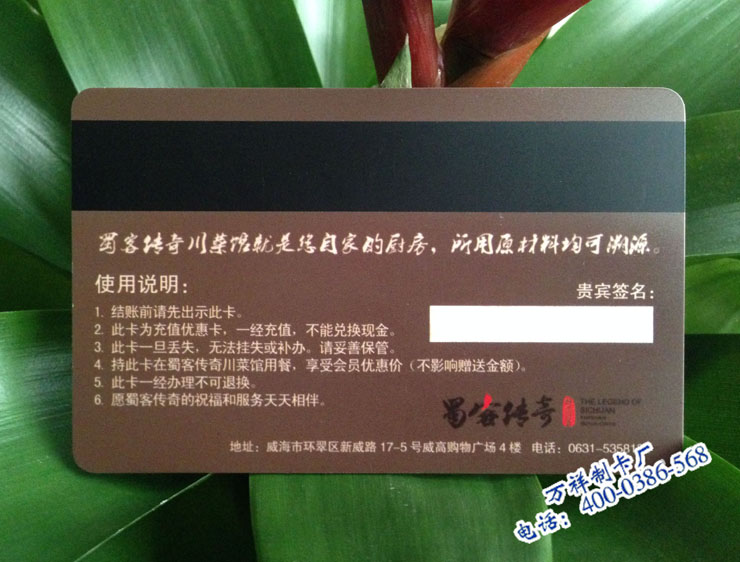 蜀客传奇川菜馆就是您自家的厨房，所用原材料均可溯源。
使用说明：
贵宾签名：
1. 结账前请先出示此卡。
2. 此卡为充值优惠卡，一经充值，不能兑换现金。
3. 此卡一旦丢失，无法挂失或补办。请妥善保管。
4. 持此卡在蜀客传奇川菜馆用餐，享受会员优惠价（不影响赠送金额）。
5. 此卡一经办理不可退换。
6. 愿蜀客传奇的祝福和服务天天相伴。
蜀客传奇
THE LEGEND OF
SICHUAN
地址：威海市环翠区新威路 17-5 号威高购物广场 4 楼 电话：0631-53581
万祥制卡厂
电话：400-0386-568